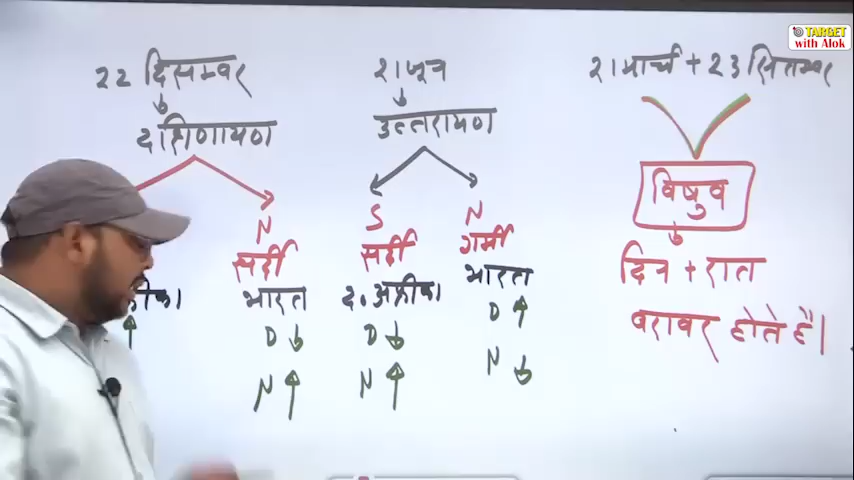 TARGET
with Alok
22 दिसम्बर
दक्षिणायण
N
सर्दी
भारत
D ↓
N ↑
21 जून
उत्तरायण
S
सर्दी
द. अफ्रीका
D ↓
N ↑
N
गर्मी
भारत
D ↑
N ↓
21 मार्च + 23 सितम्बर
विषुव
दिन + रात
बराबर होते हैं।